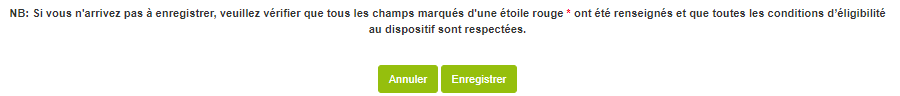 NB: Si vous n'arrivez pas à enregistrer, veuillez vérifier que tous les champs marqués d'une étoile rouge * ont été renseignés et que toutes les conditions d'éligibilité
au dispositif sont respectées.
Annuler Enregistrer